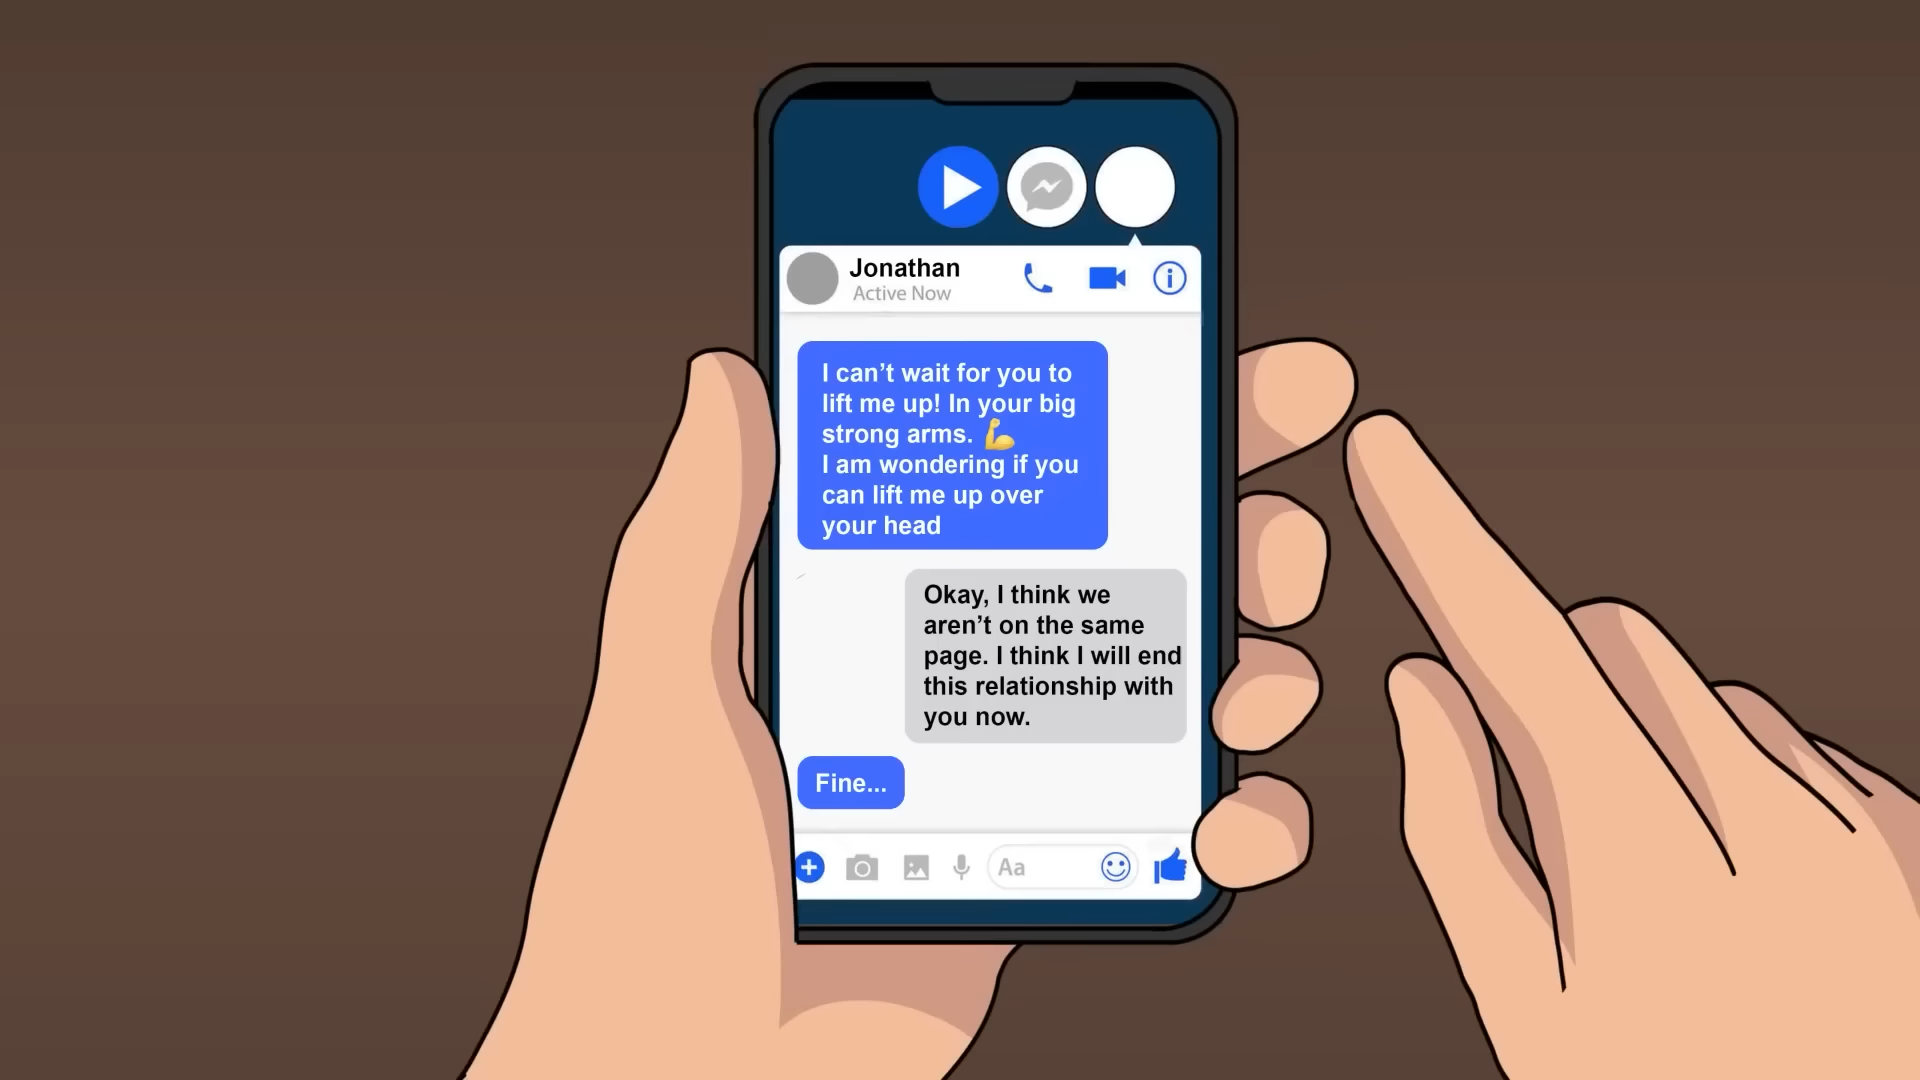 Jonathan
Active Now
I can’t wait for you to
lift me up! In your big
strong arms. 💪
I am wondering if you
can lift me up over
your head
Okay, I think we
aren’t on the same
page. I think I will end
this relationship with
you now.
Fine...
Aa